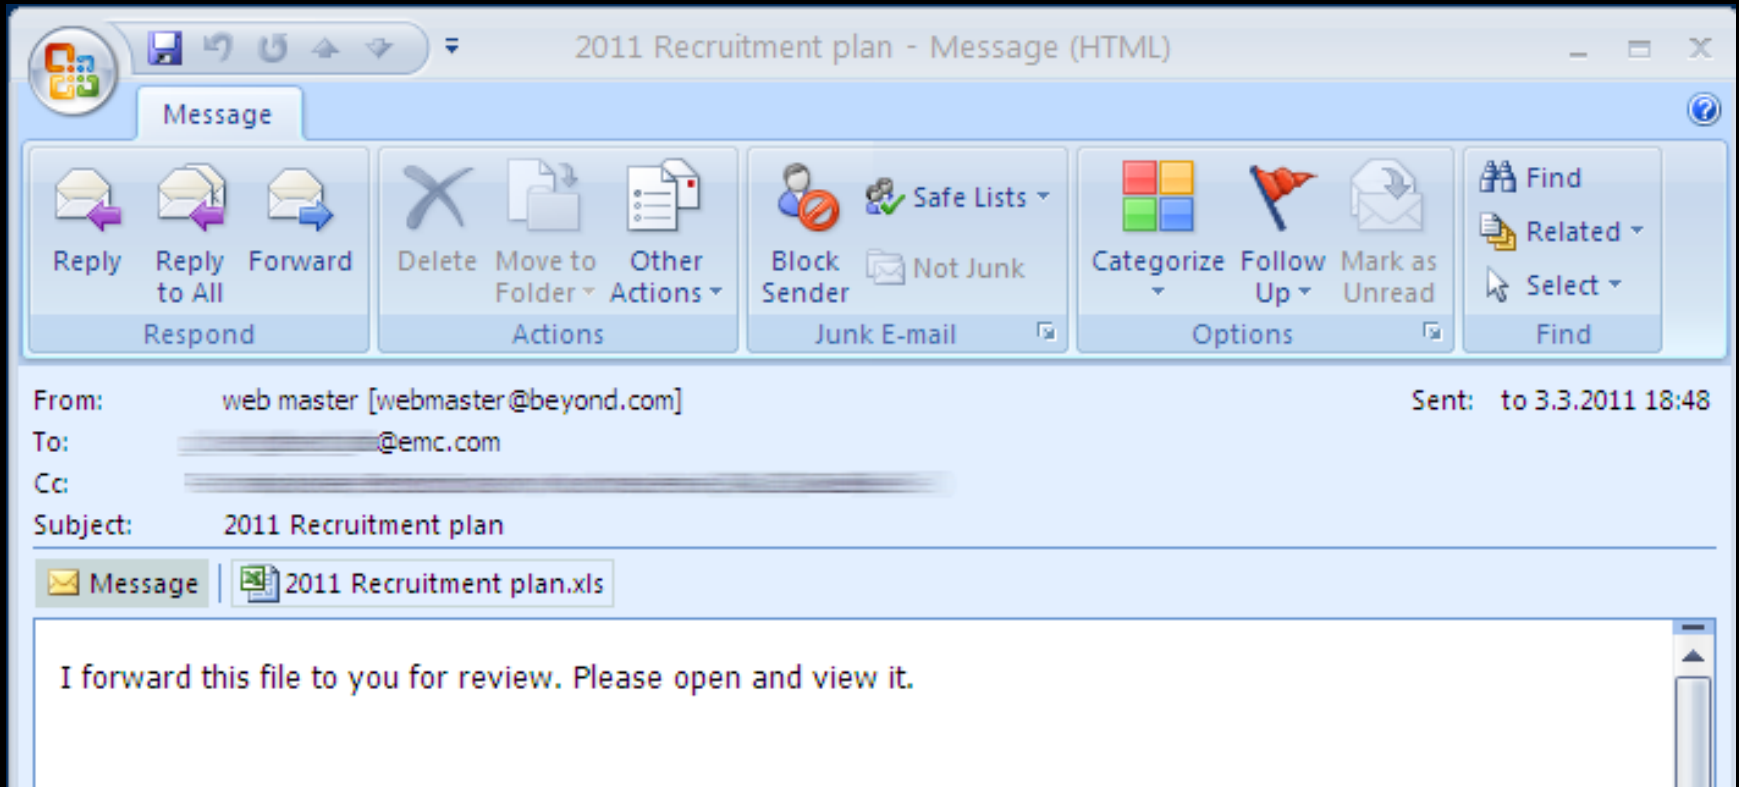 2011 Recruitment plan - Message (HTML)
Message
Reply
Reply to All
Forward
Respond
Delete
Move to Folder
Other Actions
Actions
Block Sender
Safe Lists
Not Junk
Junk E-mail
Categorize
Follow Up
Mark as Unread
Options
Find
Related
Select
Find
From: web master [webmaster@beyond.com] Sent: to 3.3.2011 18:48
To: @emc.com
Cc:
Subject: 2011 Recruitment plan
Message 2011 Recruitment plan.xls
I forward this file to you for review. Please open and view it.